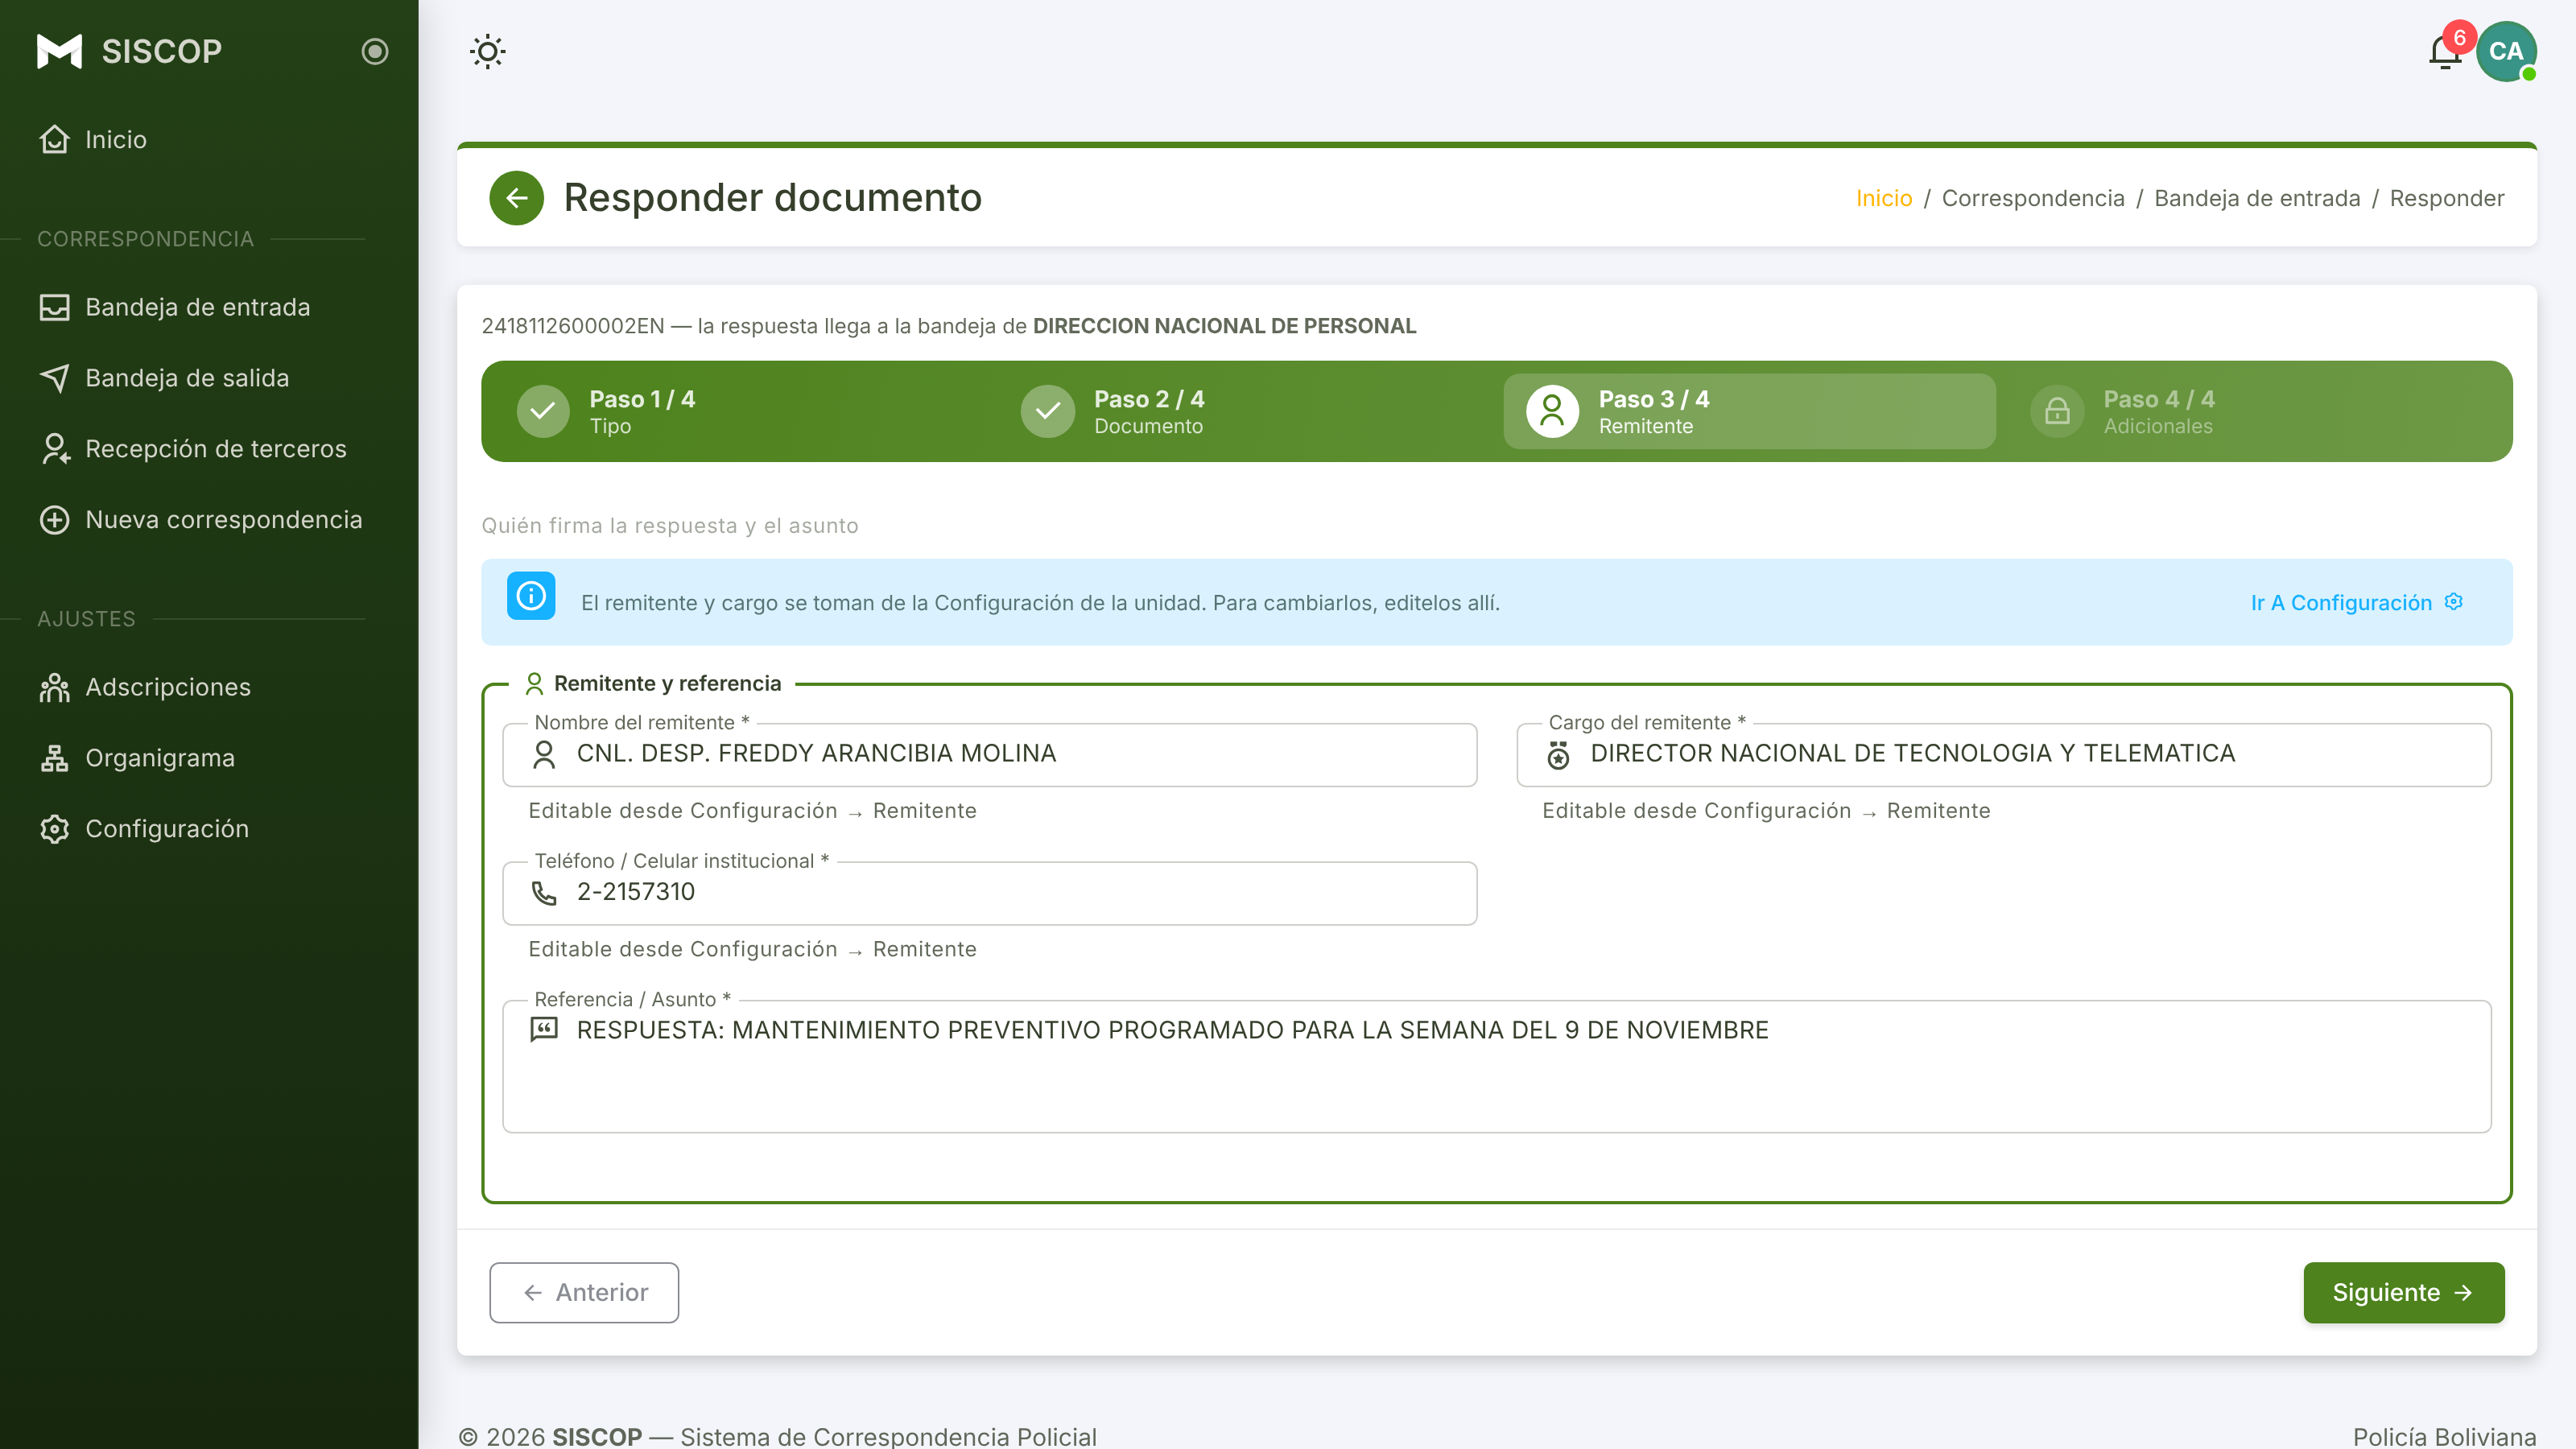 SISCOP
6
CA
Inicio
CORRESPONDENCIA
Bandeja de entrada
Bandeja de salida
Recepción de terceros
Nueva correspondencia
AJUSTES
Adscripciones
Organigrama
Configuración
Responder documento
Inicio / Correspondencia / Bandeja de entrada / Responder
2418112600002EN — la respuesta llega a la bandeja de DIRECCION NACIONAL DE PERSONAL
Paso 1 / 4
Tipo
Paso 2 / 4
Documento
Paso 3 / 4
Remitente
Paso 4 / 4
Adicionales
Quién firma la respuesta y el asunto
El remitente y cargo se toman de la Configuración de la unidad. Para cambiarlos, editelos allí.
Ir A Configuración
Remitente y referencia
Nombre del remitente *
CNL. DESP. FREDDY ARANCIBIA MOLINA
Editable desde Configuración → Remitente
Cargo del remitente *
DIRECTOR NACIONAL DE TECNOLOGIA Y TELEMATICA
Editable desde Configuración → Remitente
Teléfono / Celular institucional *
2-2157310
Editable desde Configuración → Remitente
Referencia / Asunto *
RESPUESTA: MANTENIMIENTO PREVENTIVO PROGRAMADO PARA LA SEMANA DEL 9 DE NOVIEMBRE
← Anterior
Siguiente →
© 2026 SISCOP — Sistema de Correspondencia Policial
Policía Boliviana